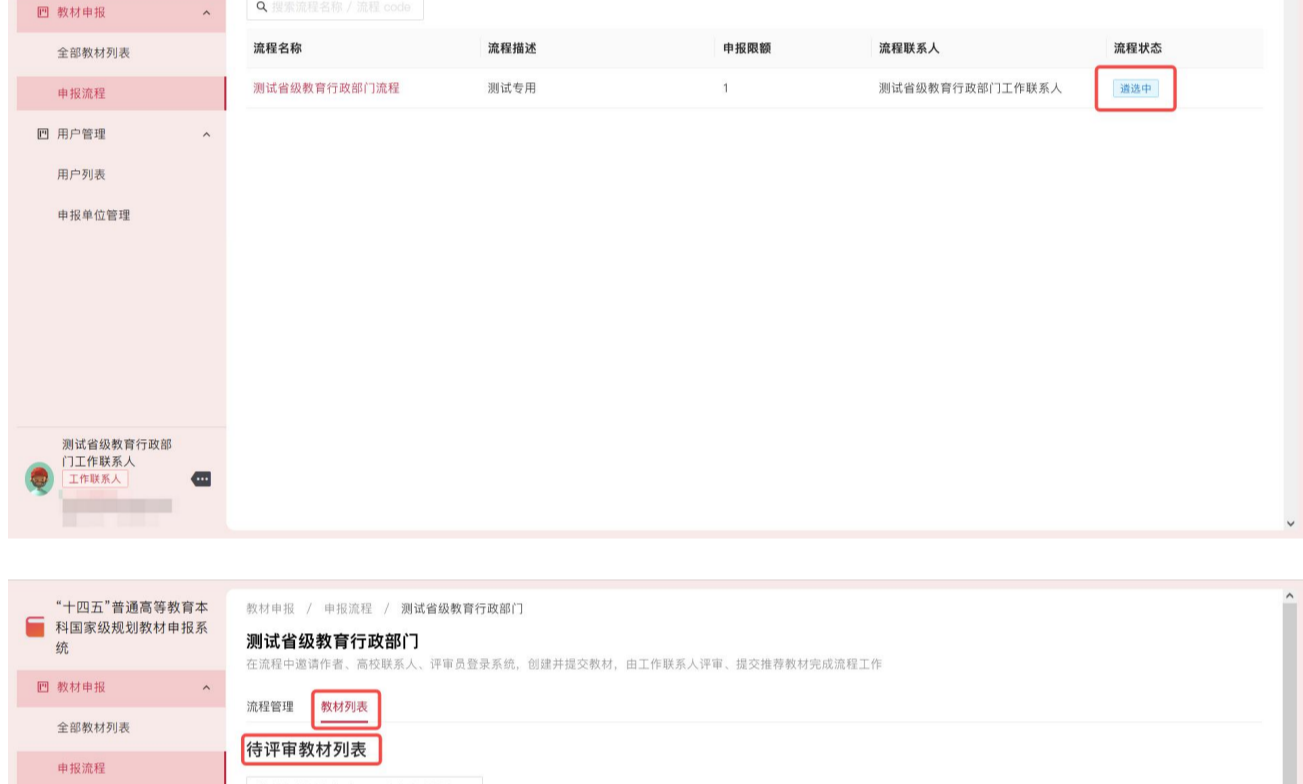 教材申报
搜索流程名称 / 流程 code
全部教材列表
流程名称 流程描述 申报限额 流程联系人 流程状态
申报流程
测试省级教育行政部门流程 测试专用 1 测试省级教育行政部门工作联系人 遴选中
用户管理
用户列表
申报单位管理
测试省级教育行政部
门工作联系人
工作联系人
“十四五”普通高等教育本
科国家级规划教材申报系
统
教材申报 / 申报流程 / 测试省级教育行政部门
测试省级教育行政部门
在流程中邀请作者、高校联系人、评审员登录系统，创建并提交教材，由工作联系人评审、提交推荐教材完成流程工作
教材申报
流程管理 教材列表
全部教材列表
待评审教材列表
申报流程